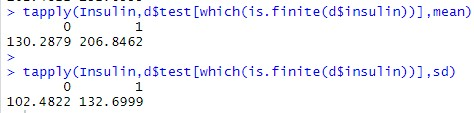 > tapply(Insulin,d$test[which(is.finite(d$insulin))],mean)
0 1
130.2879 206.8462
>
> tapply(Insulin,d$test[which(is.finite(d$insulin))],sd)
0 1
102.4822 132.6999